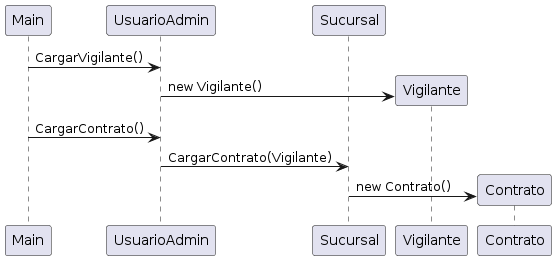 Main UsuarioAdmin Sucursal
CargarVigilante()
new Vigilante()
Vigilante
CargarContrato()
CargarContrato(Vigilante)
new Contrato()
Contrato
Main UsuarioAdmin Sucursal Vigilante Contrato